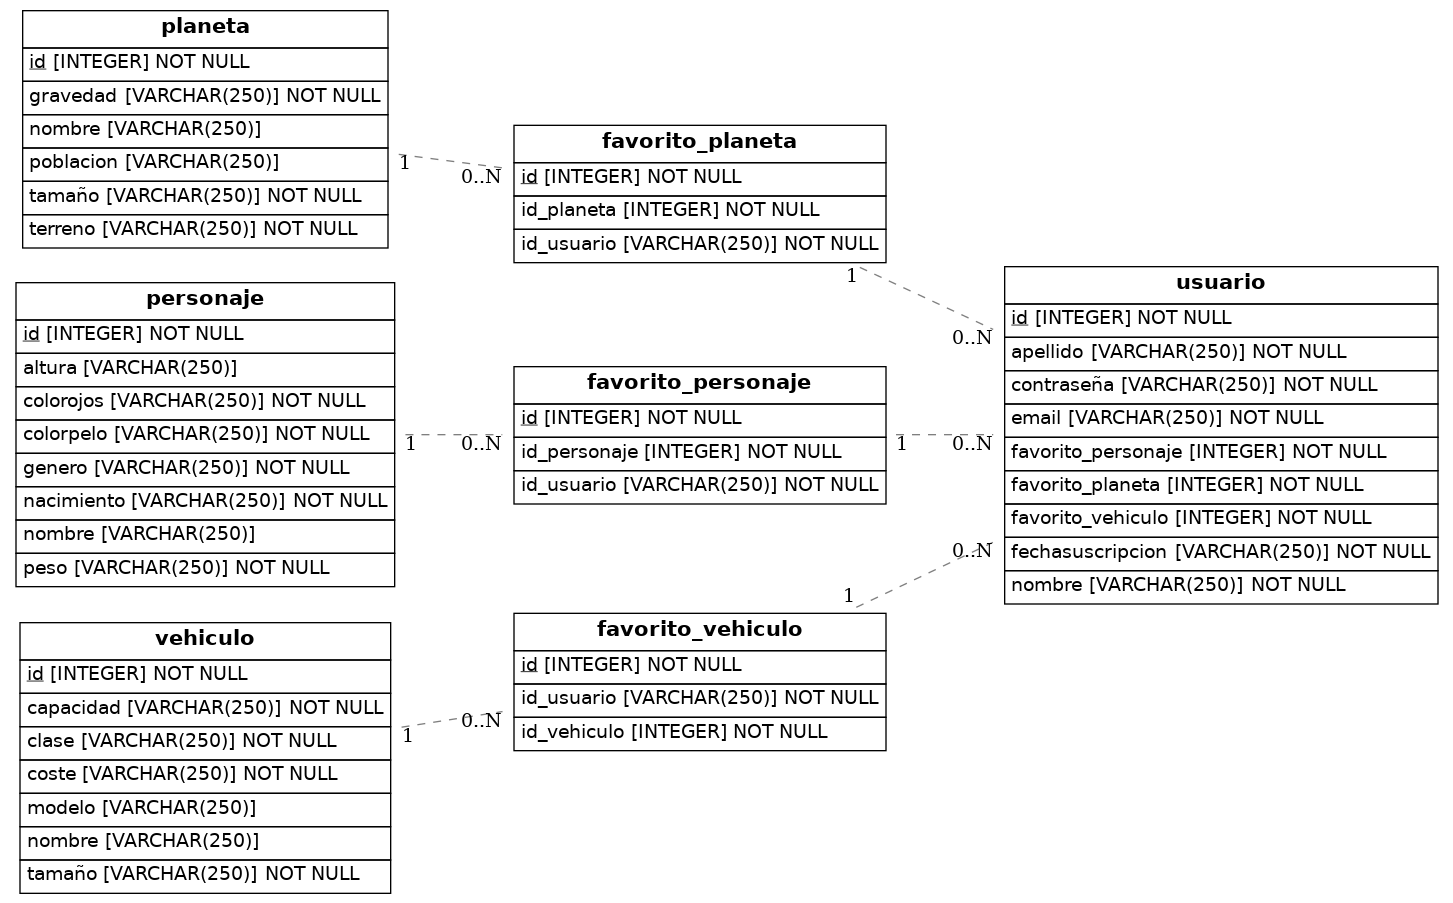 planeta
id [INTEGER] NOT NULL
gravedad [VARCHAR(250)] NOT NULL
nombre [VARCHAR(250)]
poblacion [VARCHAR(250)]
tamaño [VARCHAR(250)] NOT NULL
terreno [VARCHAR(250)] NOT NULL
1
0..N
favorito_planeta
id [INTEGER] NOT NULL
id_planeta [INTEGER] NOT NULL
id_usuario [VARCHAR(250)] NOT NULL
1
0..N
personaje
id [INTEGER] NOT NULL
altura [VARCHAR(250)]
colorojos [VARCHAR(250)] NOT NULL
colorpelo [VARCHAR(250)] NOT NULL
genero [VARCHAR(250)] NOT NULL
nacimiento [VARCHAR(250)] NOT NULL
nombre [VARCHAR(250)]
peso [VARCHAR(250)] NOT NULL
1
0..N
favorito_personaje
id [INTEGER] NOT NULL
id_personaje [INTEGER] NOT NULL
id_usuario [VARCHAR(250)] NOT NULL
1
0..N
usuario
id [INTEGER] NOT NULL
apellido [VARCHAR(250)] NOT NULL
contraseña [VARCHAR(250)] NOT NULL
email [VARCHAR(250)] NOT NULL
favorito_personaje [INTEGER] NOT NULL
favorito_planeta [INTEGER] NOT NULL
favorito_vehiculo [INTEGER] NOT NULL
fechasuscripcion [VARCHAR(250)] NOT NULL
nombre [VARCHAR(250)] NOT NULL
vehiculo
id [INTEGER] NOT NULL
capacidad [VARCHAR(250)] NOT NULL
clase [VARCHAR(250)] NOT NULL
coste [VARCHAR(250)] NOT NULL
modelo [VARCHAR(250)]
nombre [VARCHAR(250)]
tamaño [VARCHAR(250)] NOT NULL
1
0..N
favorito_vehiculo
id [INTEGER] NOT NULL
id_usuario [VARCHAR(250)] NOT NULL
id_vehiculo [INTEGER] NOT NULL
1
0..N